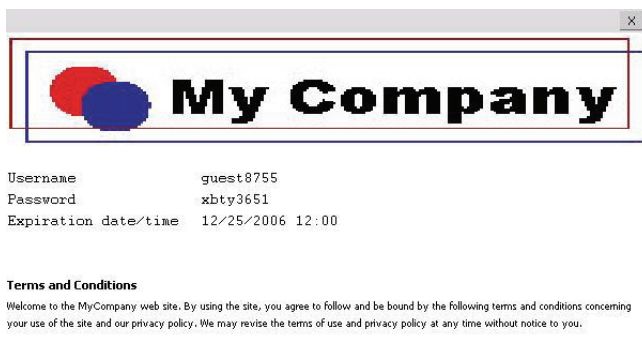 X
My Company
Username guest8755
Password xbty3651
Expiration date/time 12/25/2006 12:00
Terms and Conditions
Welcome to the MyCompany web site. By using the site, you agree to follow and be bound by the following terms and conditions concerning
your use of the site and our privacy policy. We may revise the terms of use and privacy policy at any time without notice to you.